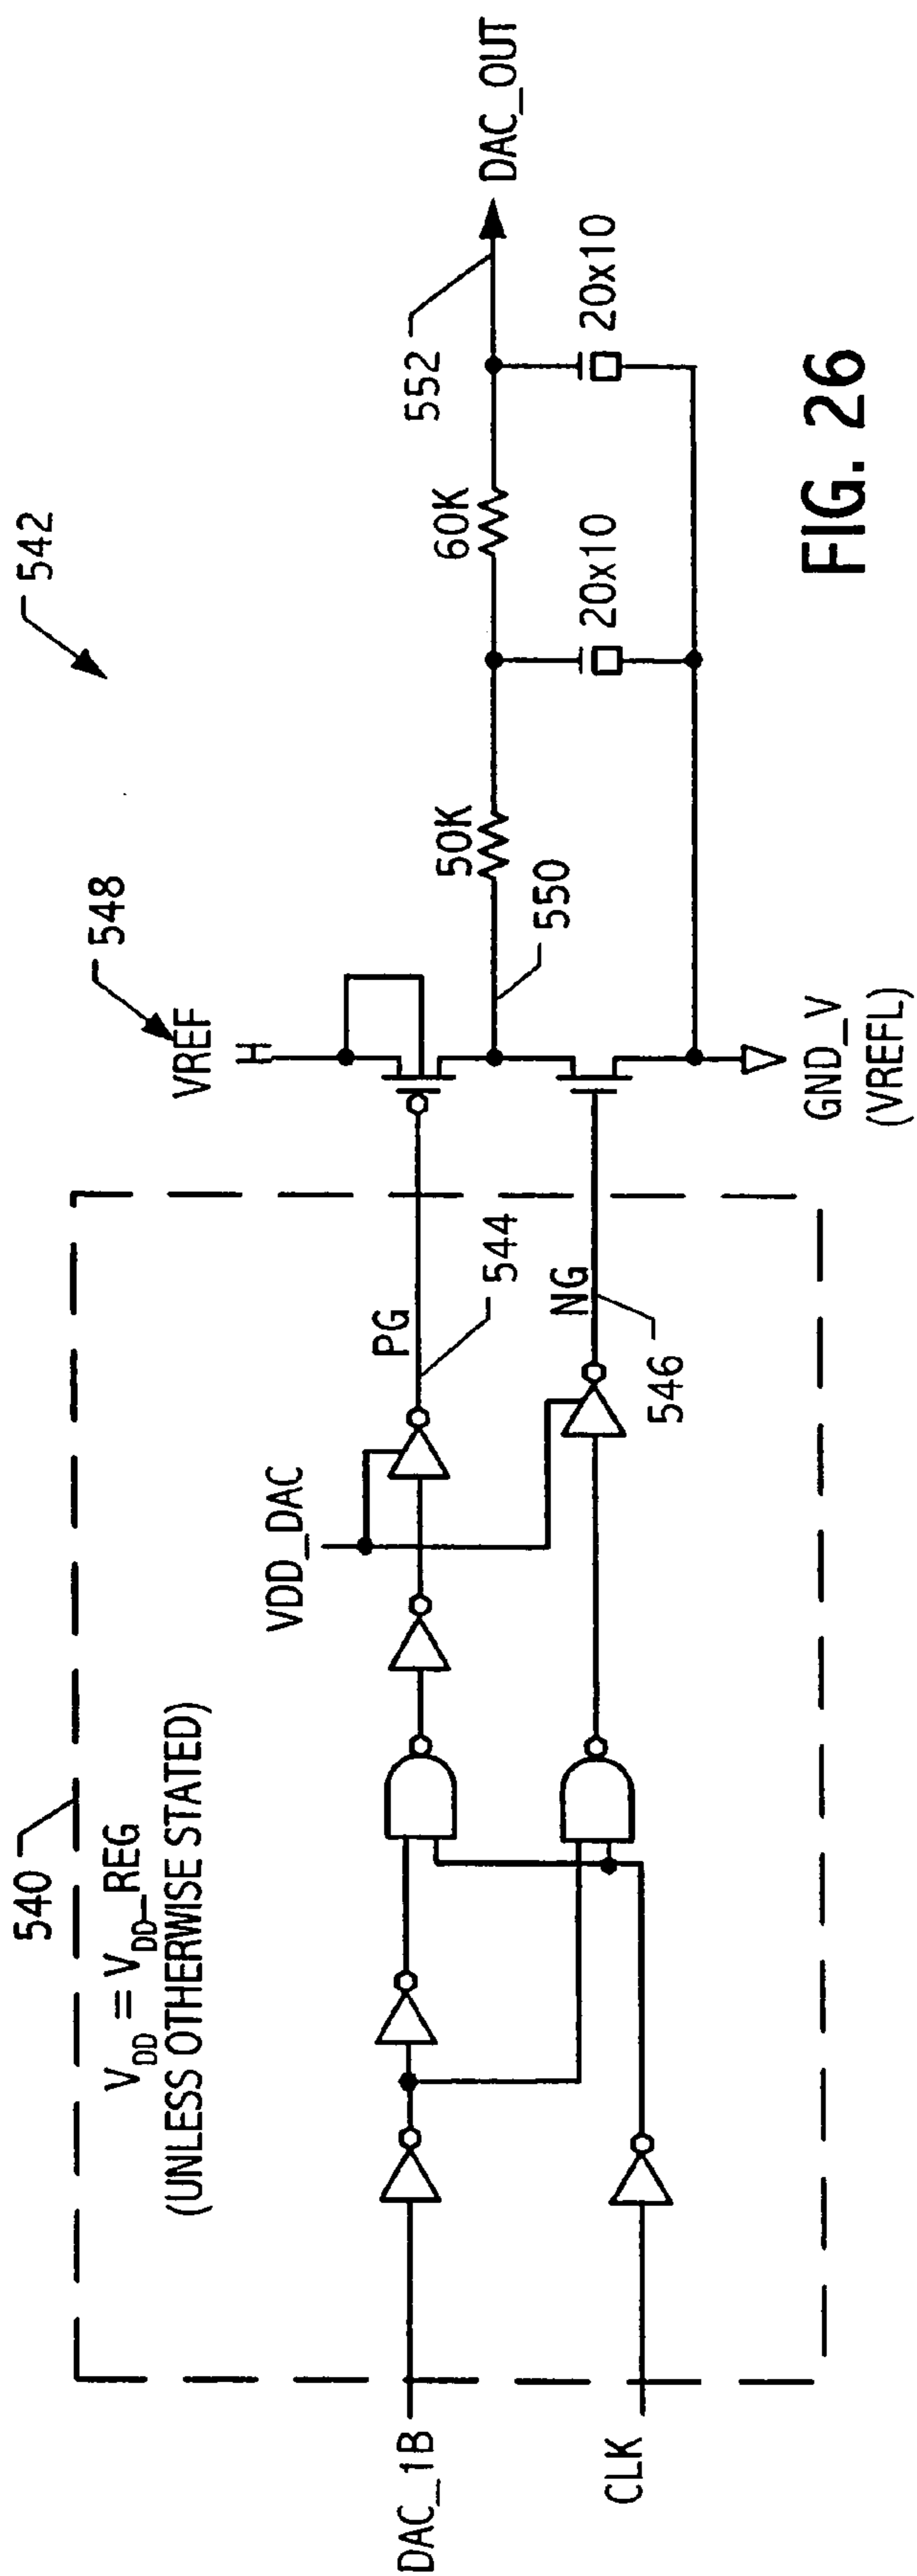 542
548
VREF
H
540
V_DD = V_DD_REG
(UNLESS OTHERWISE STATED)
VDD_DAC
PG
544
NG
546
DAC_1B
CLK
50K
550
60K
552
DAC_OUT
20x10
20x10
GND_V
(VREFL)
FIG. 26